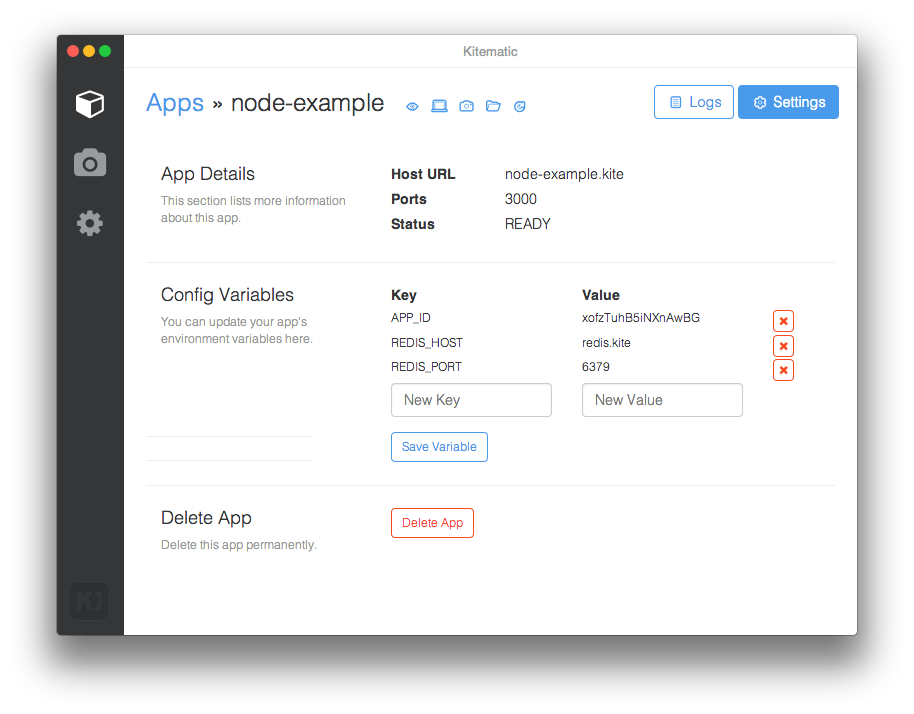 Kitematic
Apps » node-example
Logs
Settings
App Details
This section lists more information
about this app.
Host URL node-example.kite
Ports 3000
Status READY
Config Variables
You can update your app's
environment variables here.
Key Value
APP_ID xofzTuhB5iNXnAwBG
REDIS_HOST redis.kite
REDIS_PORT 6379
New Key New Value
Save Variable
Delete App
Delete this app permanently.
Delete App